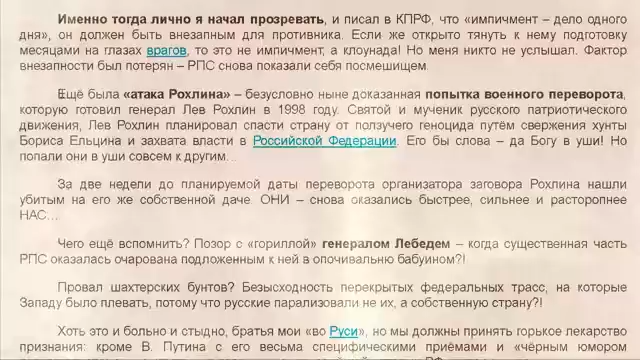 Именно тогда лично я начал прозревать, и писал в КПРФ, что «импичмент – дело одного
дня», он должен быть внезапным для противника. Если же открыто тянуть к нему подготовку
месяцами на глазах врагов, то это не импичмент, а клоунада! Но меня никто не услышал. Фактор
внезапности был потерян – РПС снова показали себя посмешищем.
Ещё была «атака Рохлина» – безусловно ныне доказанная попытка военного переворота,
которую готовил генерал Лев Рохлин в 1998 году. Святой и мученик русского патриотического
движения, Лев Рохлин планировал спасти страну от ползучего геноцида путём свержения хунты
Бориса Ельцина и захвата власти в Российской Федерации. Его бы слова – да Богу в уши! Но
попали они в уши совсем к другим…
За две недели до планируемой даты переворота организатора заговора Рохлина нашли
убитым на его же собственной даче. ОНИ – снова оказались быстрее, сильнее и расторопнее
НАС…
Чего ещё вспомнить? Позор с «гориллой» генералом Лебедем – когда существенная часть
РПС оказалась очарована подложенным к ней в опочивальню бабуином?!
Провал шахтерских бунтов? Безысходность перекрытых федеральных трасс, на которые
Западу было плевать, потому что русские парализовали не их, а собственную страну?!
Хоть это и больно и стыдно, братья мои «во Руси», но мы должны принять горькое лекарство
признания: кроме В. Путина с его весьма специфическими приёмами и «чёрным юмором